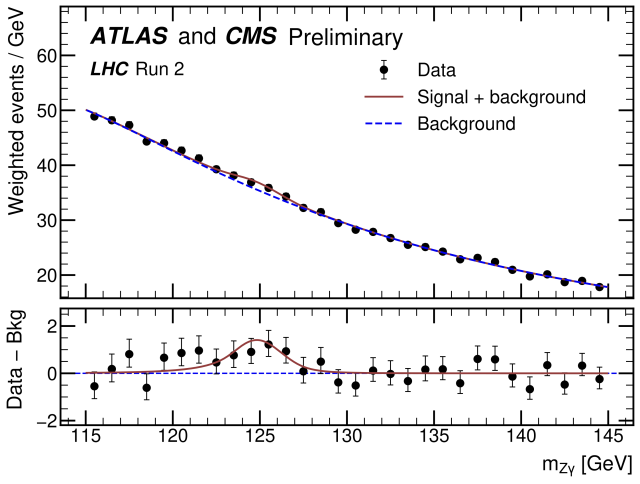 Weighted events / GeV
ATLAS and CMS Preliminary
LHC Run 2
Data
Signal + background
Background
60
50
40
30
20
Data − Bkg
2
0
−2
115 120 125 130 135 140 145
mZγ [GeV]